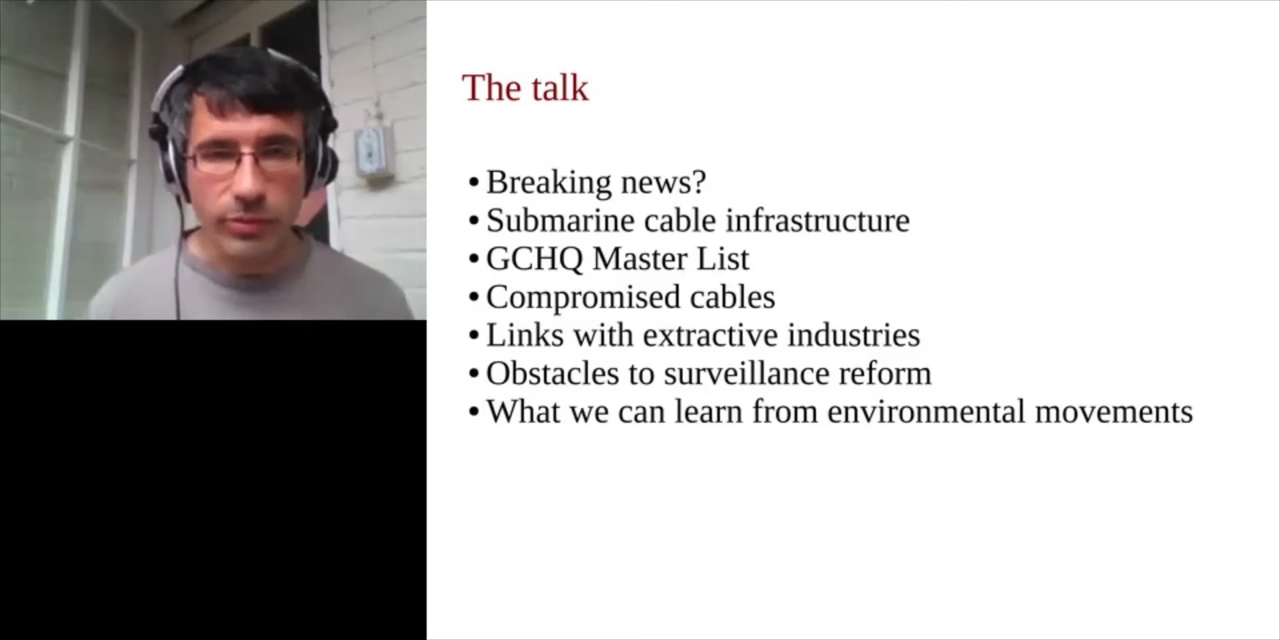 The talk
• Breaking news?
• Submarine cable infrastructure
• GCHQ Master List
• Compromised cables
• Links with extractive industries
• Obstacles to surveillance reform
• What we can learn from environmental movements